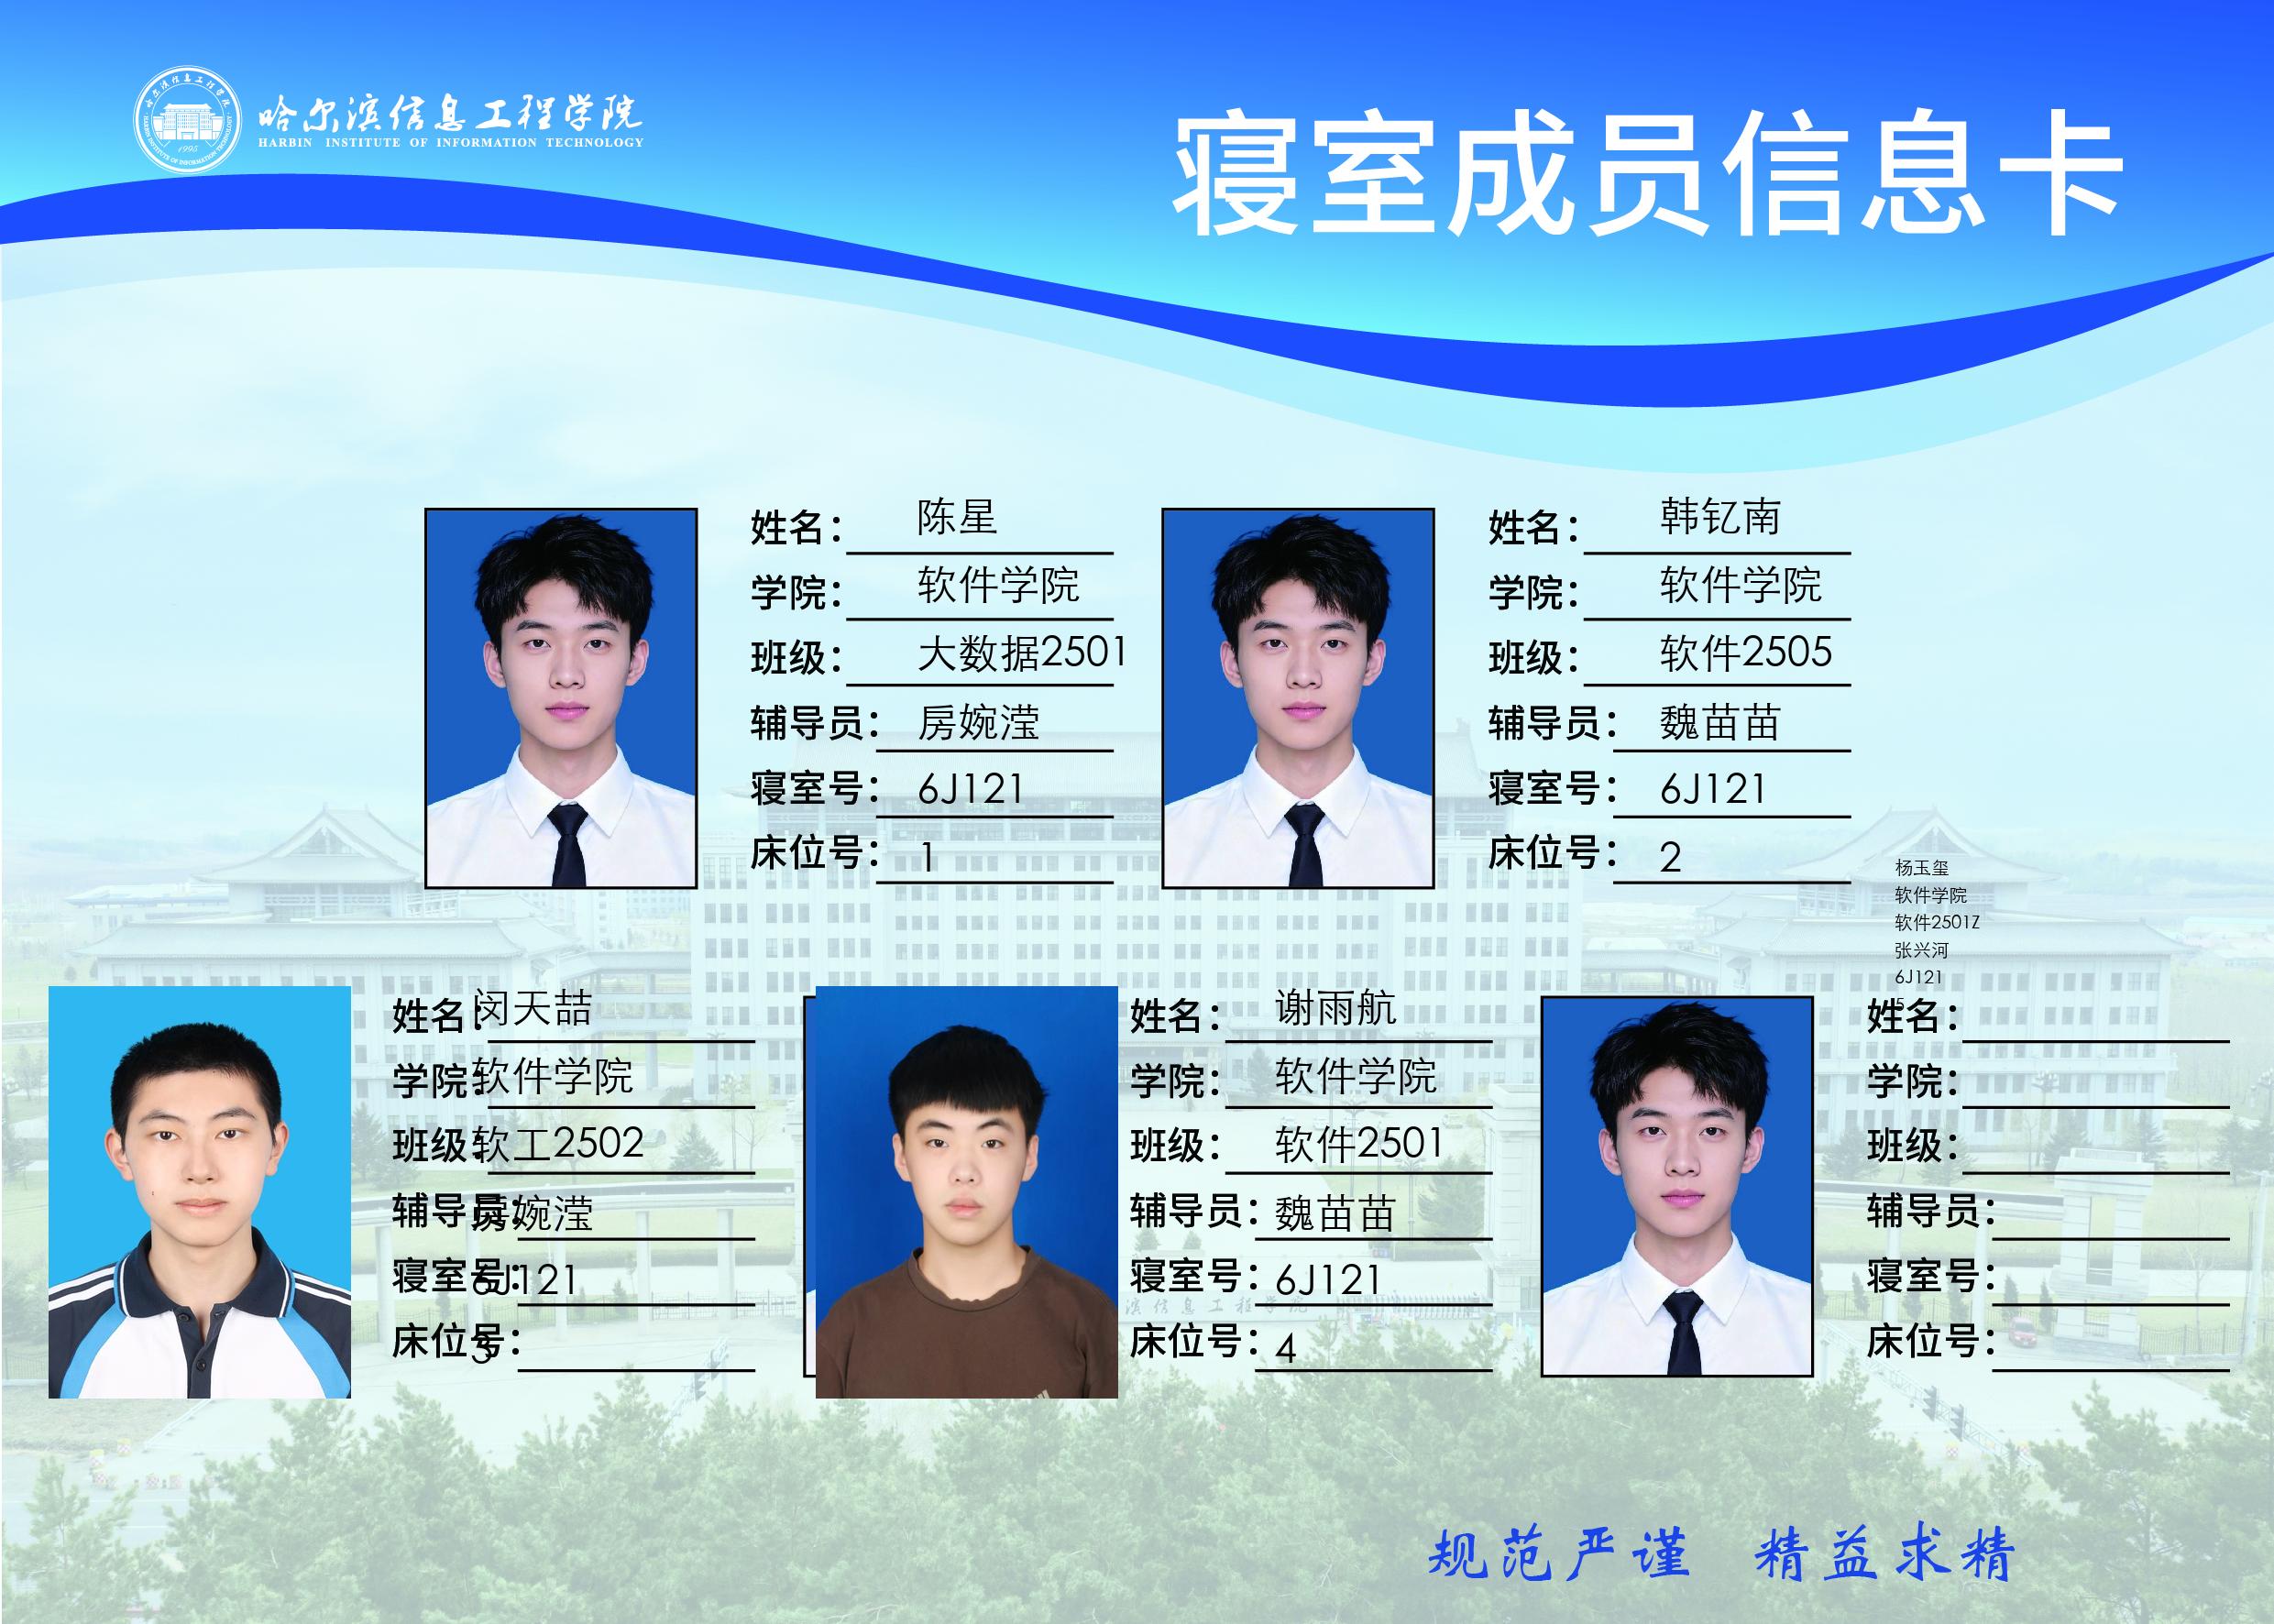 哈尔滨信息工程学院
HARBIN INSTITUTE OF INFORMATION TECHNOLOGY
1995
寝室成员信息卡
姓名：陈星
学院：软件学院
班级：大数据2501
辅导员：房婉滢
寝室号：6J121
床位号：1
姓名：韩钇南
学院：软件学院
班级：软件2505
辅导员：魏苗苗
寝室号：6J121
床位号：2
杨玉玺
软件学院
软件2501Z
张兴河
6J121
5
姓名：闵天喆
学院：软件学院
班级：软工2502
辅导员：房婉滢
寝室号：6J121
床位号：3
姓名：谢雨航
学院：软件学院
班级：软件2501
辅导员：魏苗苗
寝室号：6J121
床位号：4
姓名：
学院：
班级：
辅导员：
寝室号：
床位号：
滨信息工程学院
规范严谨 精益求精